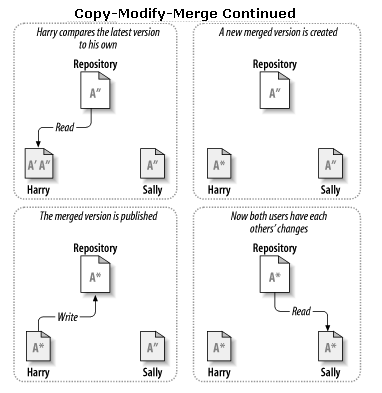 Copy-Modify-Merge Continued
Harry compares the latest version
to his own
Repository
A″
Read
A′ A″
A″
Harry
Sally
A new merged version is created
Repository
A″
A*
A″
Harry
Sally
The merged version is published
Repository
A*
Write
A*
A″
Harry
Sally
Now both users have each
others’ changes
Repository
A*
Read
A*
A*
Harry
Sally